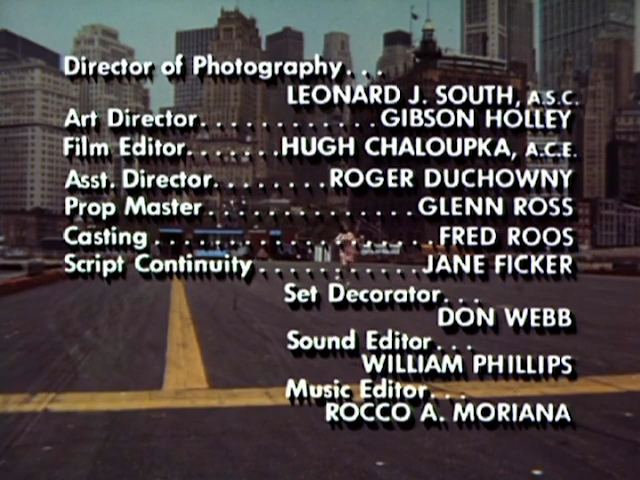 Director of Photography. . .
LEONARD J. SOUTH, A.S.C.
Art Director. . . . . . . . . . . . GIBSON HOLLEY
Film Editor. . . . . . . HUGH CHALOUPKA, A.C.E.
Asst. Director. . . . . . . . ROGER DUCHOWNY
Prop Master . . . . . . . . . . . . . . GLENN ROSS
Casting . . . . . . . . . . . . . . . . . . FRED ROOS
Script Continuity . . . . . . . . . . . JANE FICKER
Set Decorator. . .
DON WEBB
Sound Editor. . .
WILLIAM PHILLIPS
Music Editor. . .
ROCCO A. MORIANA